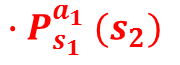 · P_{s_1}^{a_1} (s_2)